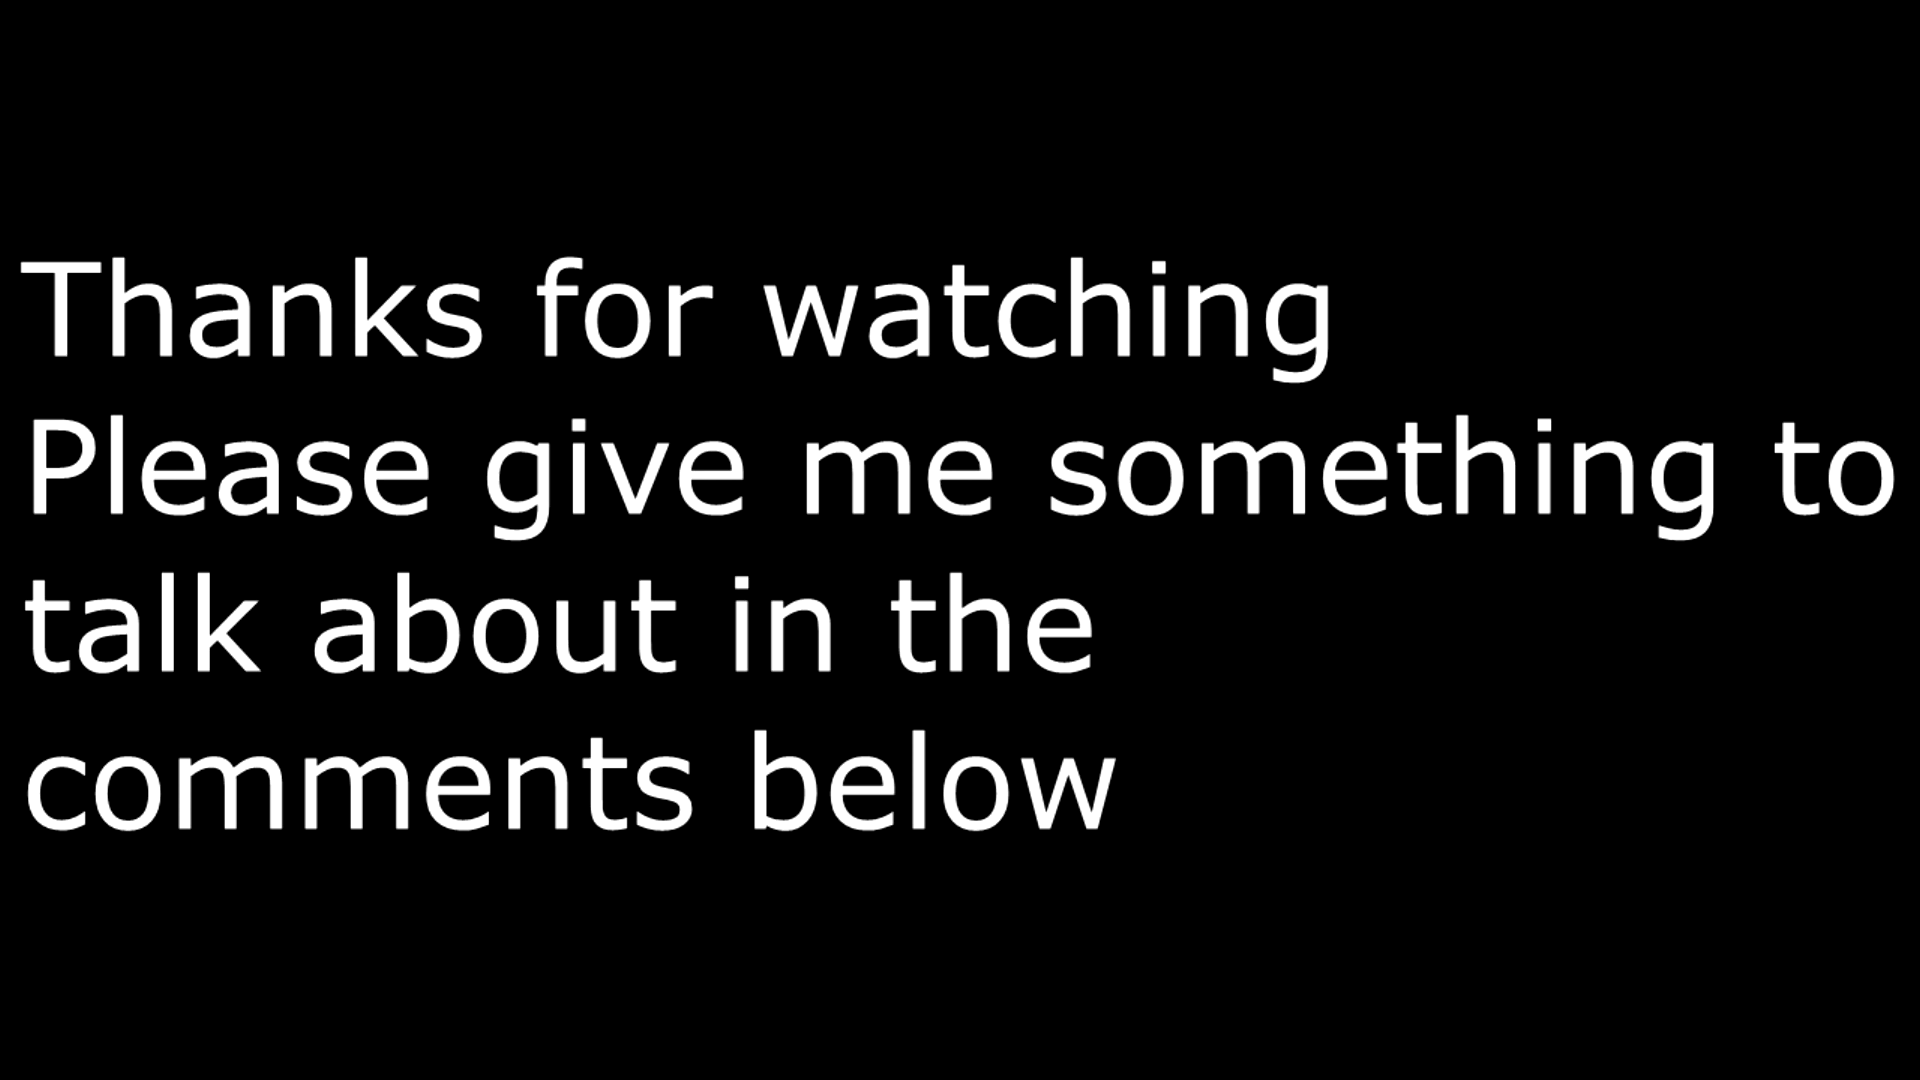 Thanks for watching
Please give me something to
talk about in the
comments below